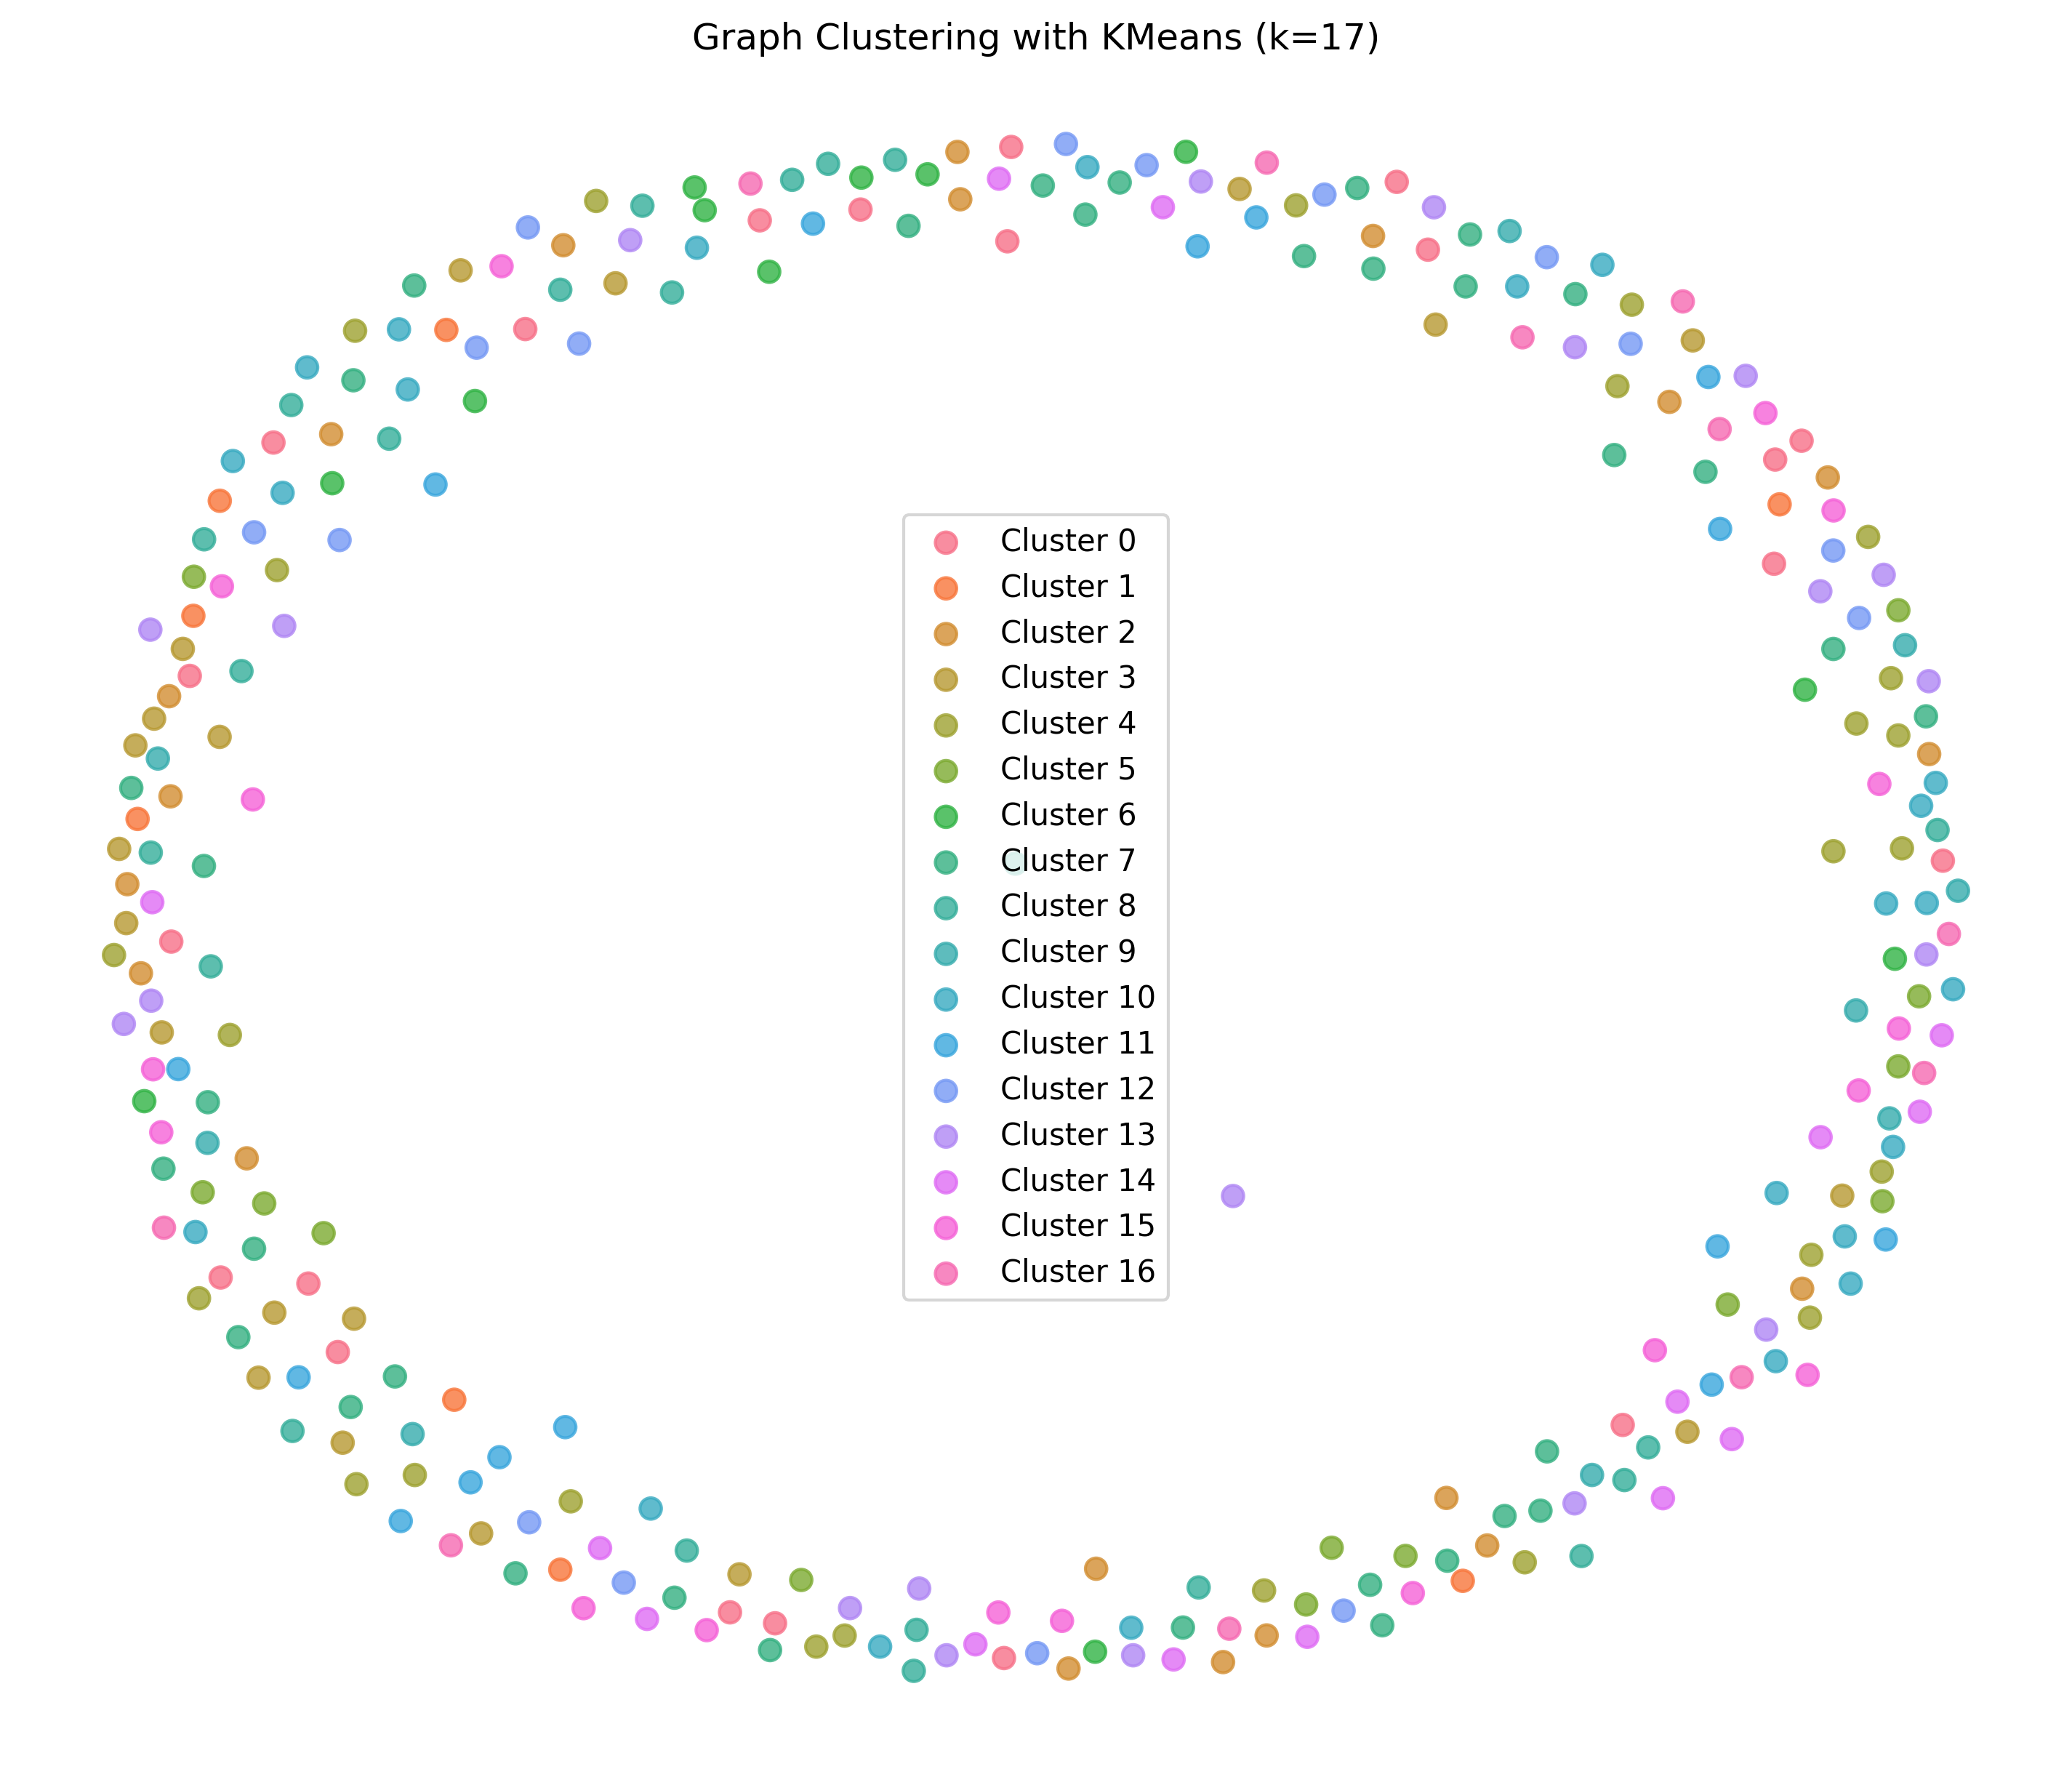 Graph Clustering with KMeans (k=17)
Cluster 0
Cluster 1
Cluster 2
Cluster 3
Cluster 4
Cluster 5
Cluster 6
Cluster 7
Cluster 8
Cluster 9
Cluster 10
Cluster 11
Cluster 12
Cluster 13
Cluster 14
Cluster 15
Cluster 16